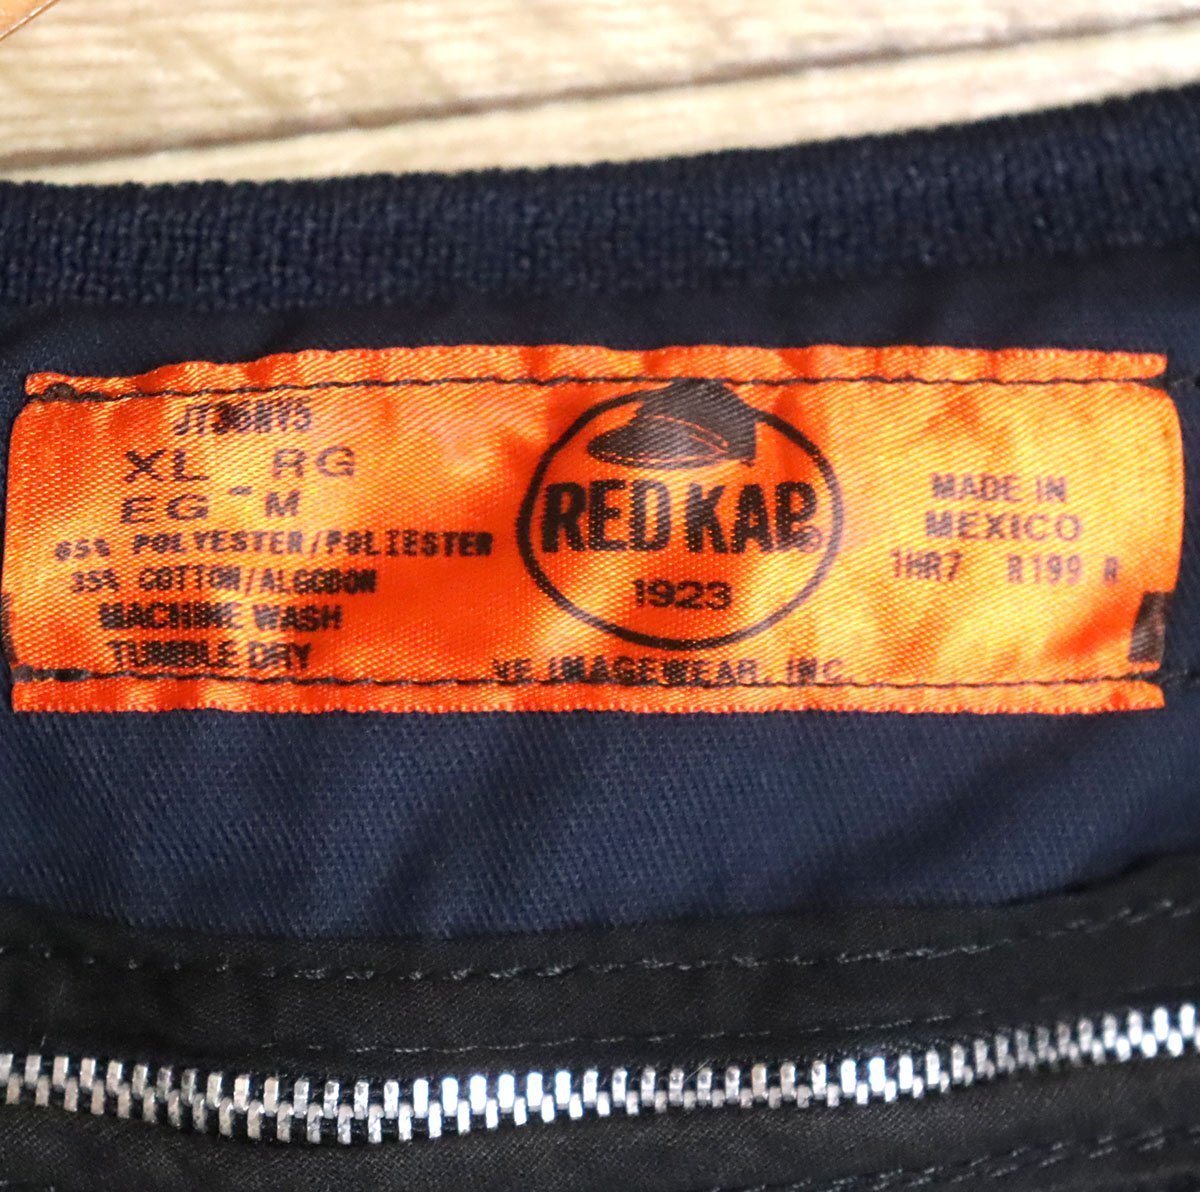 JT36NV5
XL RG
EG - M
65% POLYESTER/POLIESTER
35% COTTON/ALGODON
MACHINE WASH
TUMBLE DRY
RED KAP®
1923
VF IMAGEWEAR, INC.
MADE IN
MEXICO
1HR7 R199 R